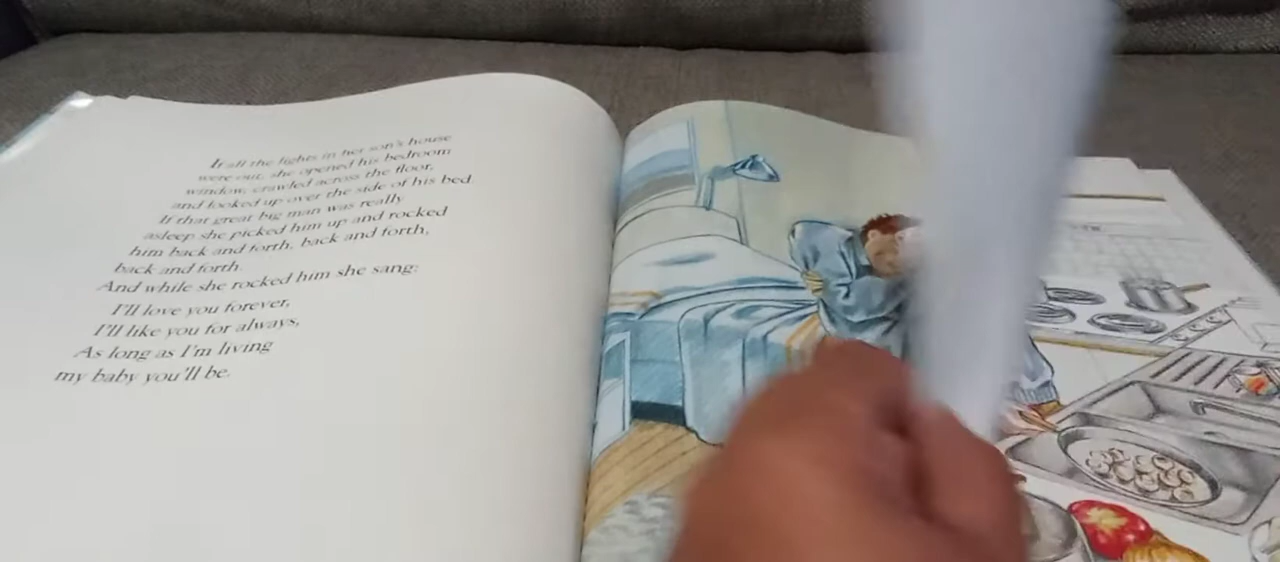 If all the lights in her son's house
were out, she opened his bedroom
window, crawled across the floor,
and looked up over the side of his bed.
If that great big man was really
asleep she picked him up and rocked
him back and forth, back and forth,
back and forth.
And while she rocked him she sang:
I'll love you forever,
I'll like you for always,
As long as I'm living
my baby you'll be.